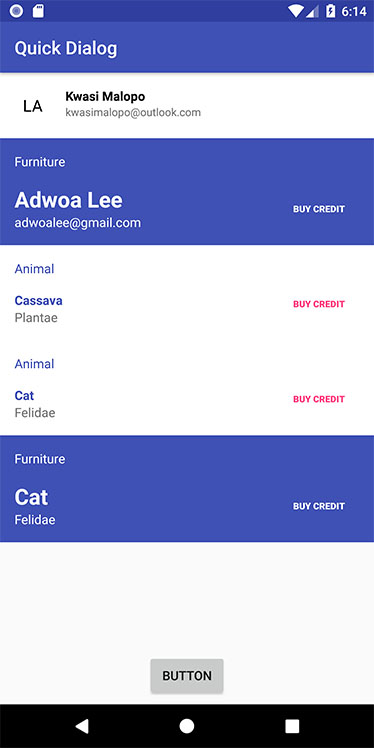 6:14
Quick Dialog
LA
Kwasi Malopo
kwasimalopo@outlook.com
Furniture
Adwoa Lee
adwoalee@gmail.com
BUY CREDIT
Animal
Cassava
Plantae
BUY CREDIT
Animal
Cat
Felidae
BUY CREDIT
Furniture
Cat
Felidae
BUY CREDIT
BUTTON